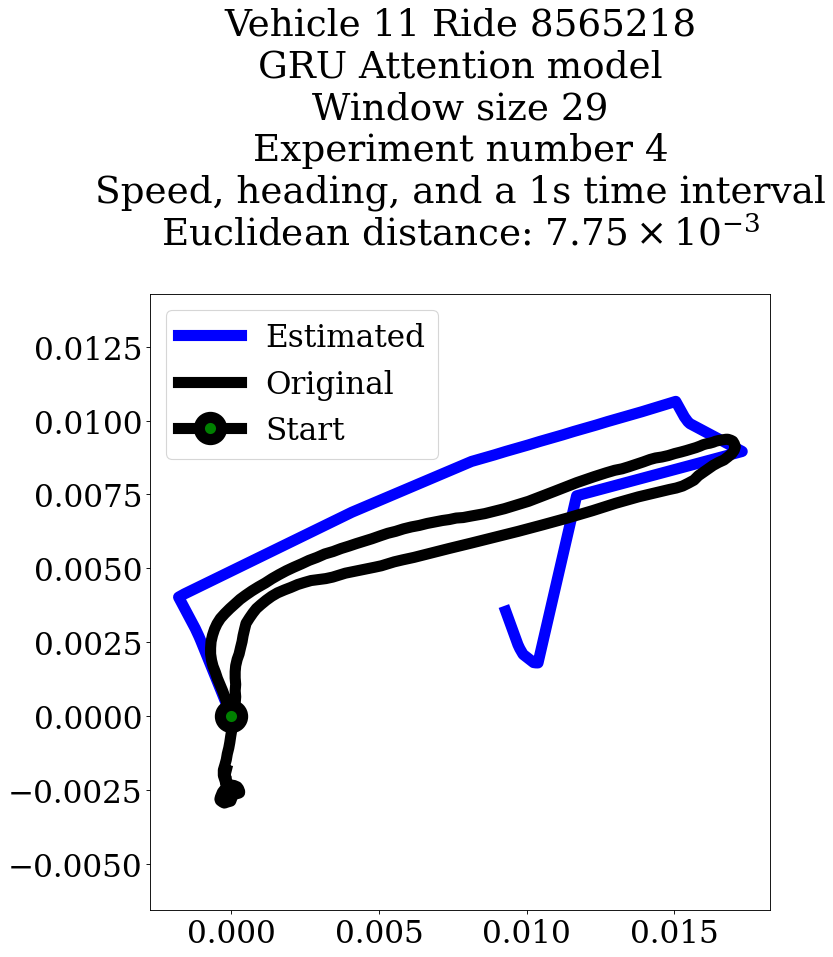 Vehicle 11 Ride 8565218
GRU Attention model
Window size 29
Experiment number 4
Speed, heading, and a 1s time interval
Euclidean distance: 7.75 × 10⁻³
Estimated
Original
Start
0.0125
0.0100
0.0075
0.0050
0.0025
0.0000
−0.0025
−0.0050
0.000 0.005 0.010 0.015